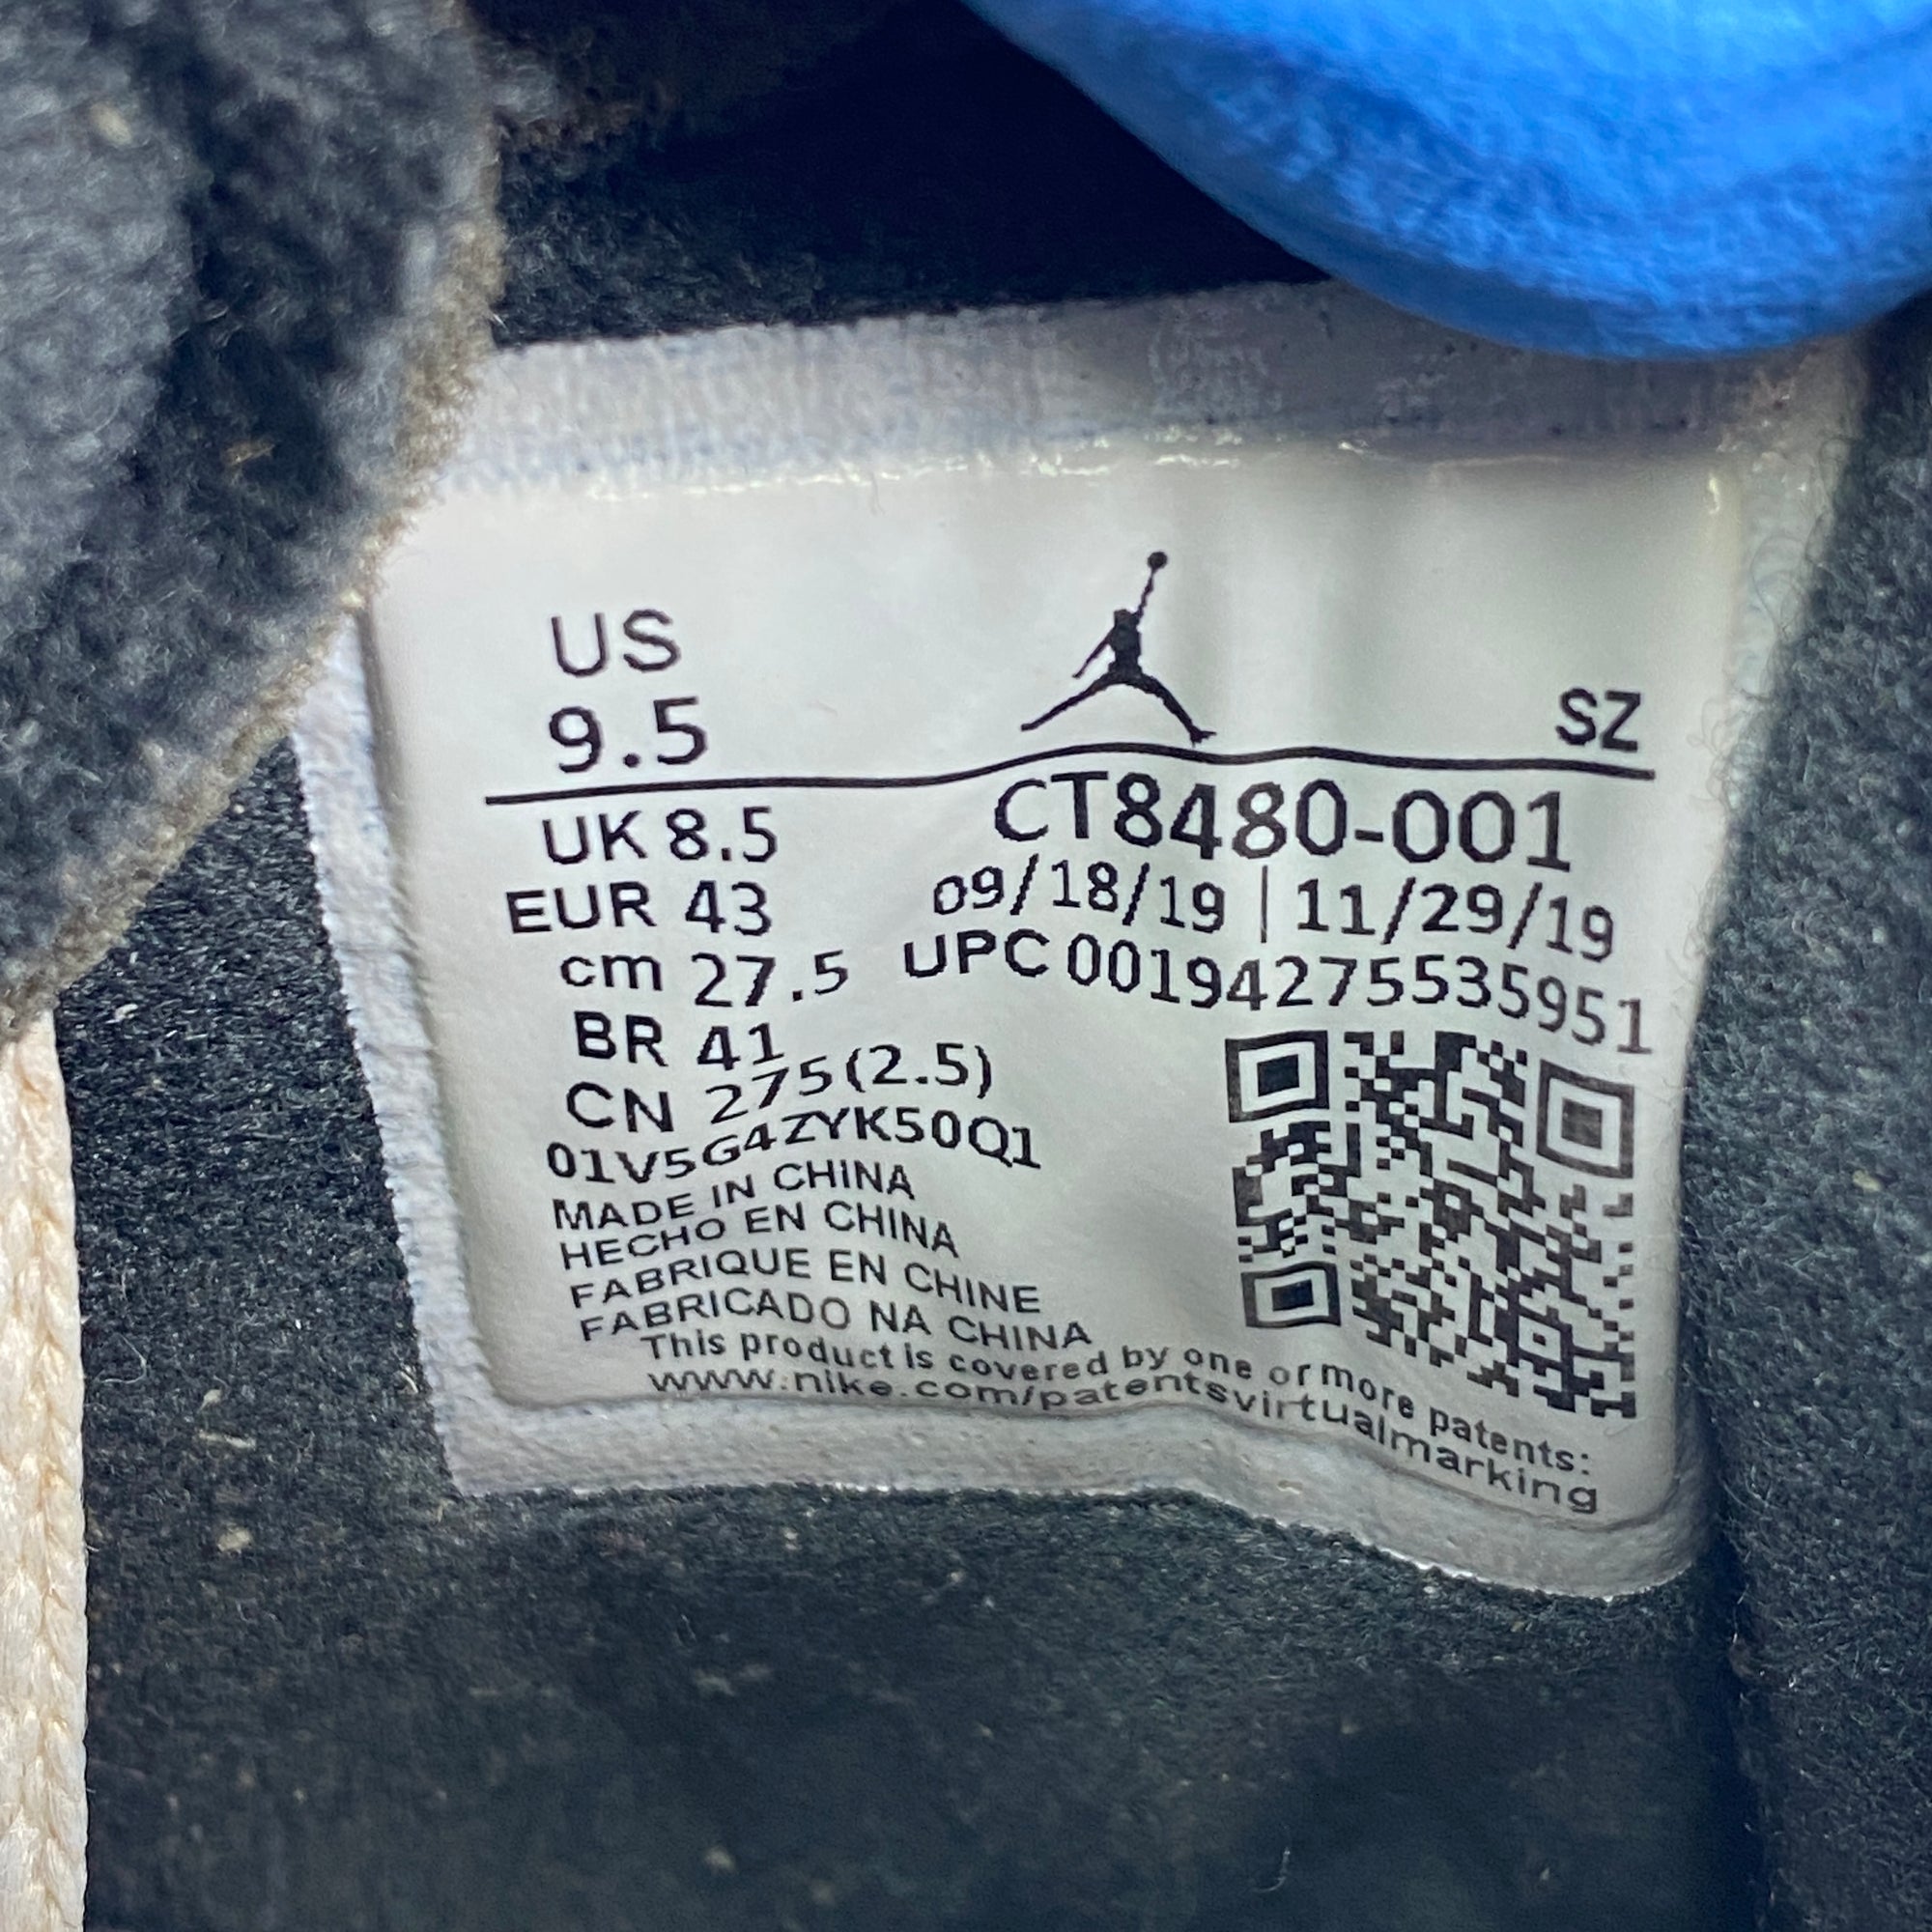 US
9.5
SZ
UK 8.5
EUR 43
cm 27.5
BR 41
CN 275(2.5)
CT8480-001
09/18/19 | 11/29/19
UPC 00194275535951
01V5G4ZYK50Q1
MADE IN CHINA
HECHO EN CHINA
FABRIQUE EN CHINE
FABRICADO NA CHINA
This product is covered by one or more patents:
www.nike.com/patentsvirtualmarking